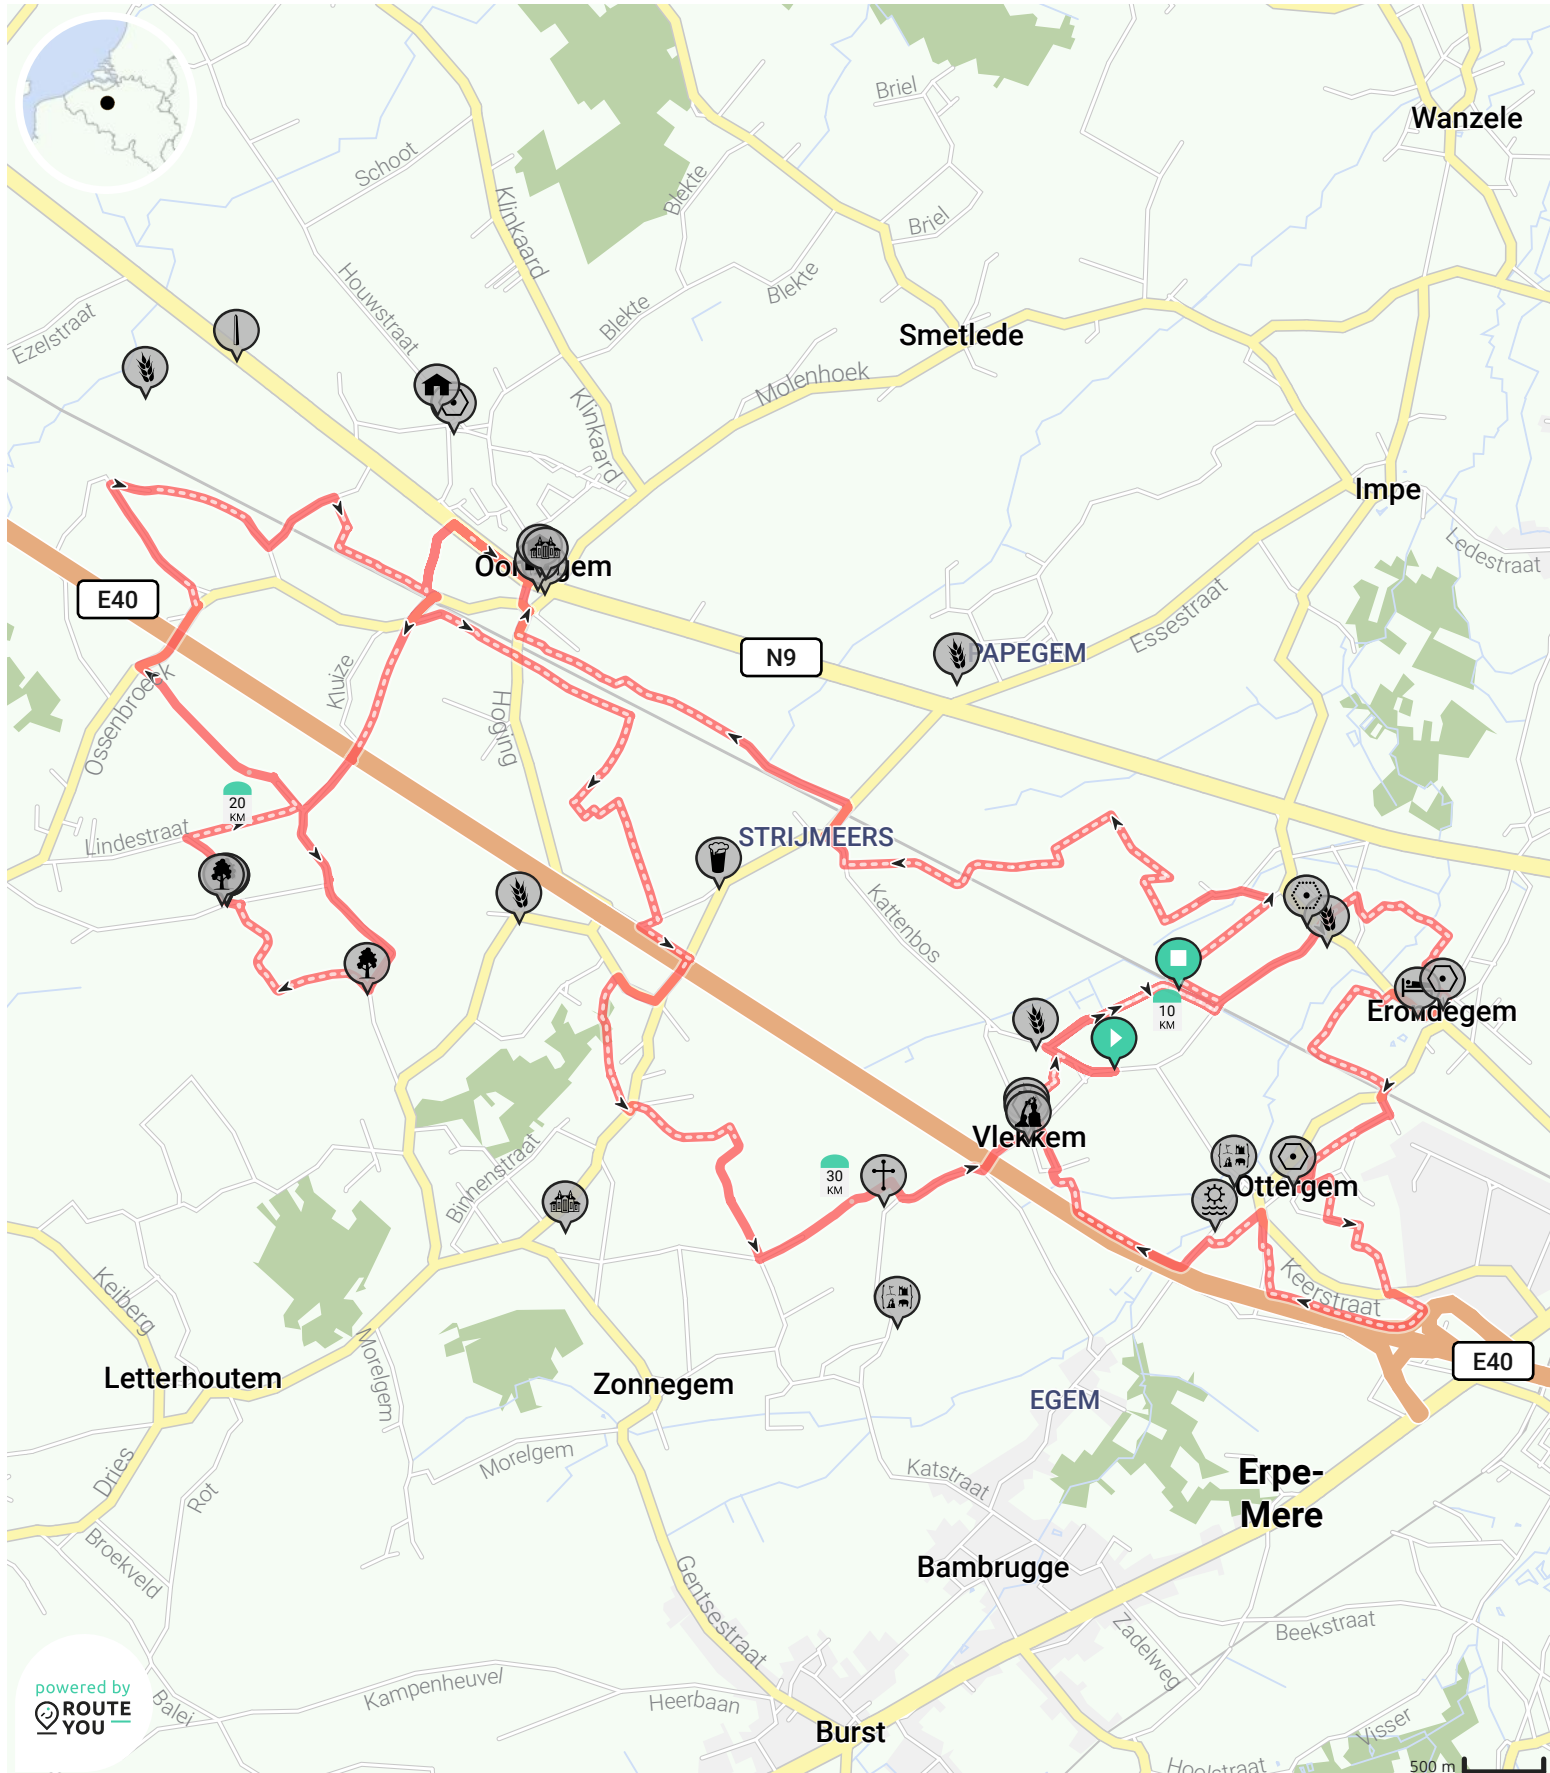 Briel
Wanzele
Schoot
Blekte
Klinkaard
Briel
Houwstraat
Blekte
Blekte
Ezelstraat
Smetlede
Molenhoek
Klinkaard
Impe
Ledestraat
E40
Essestraat
N9
PAPEGEM
Kluize
Ossenbroek
Hoging
20
KM
Lindestraat
STRIJMEERS
Kattenbos
10
KM
Erondegem
Vlekkem
Binnenstraat
30
KM
Ottergem
Keerstraat
Keiberg
Morelgem
E40
Letterhoutem
Zonnegem
EGEM
Dries
Morelgem
Katstraat
Rot
Erpe-
Mere
Broekveld
Bambrugge
Gentsestraat
Zadelweg
Beekstraat
powered by
ROUTE
YOU
Balei
Kampenheuvel
Heerbaan
Burst
Visser
500 m